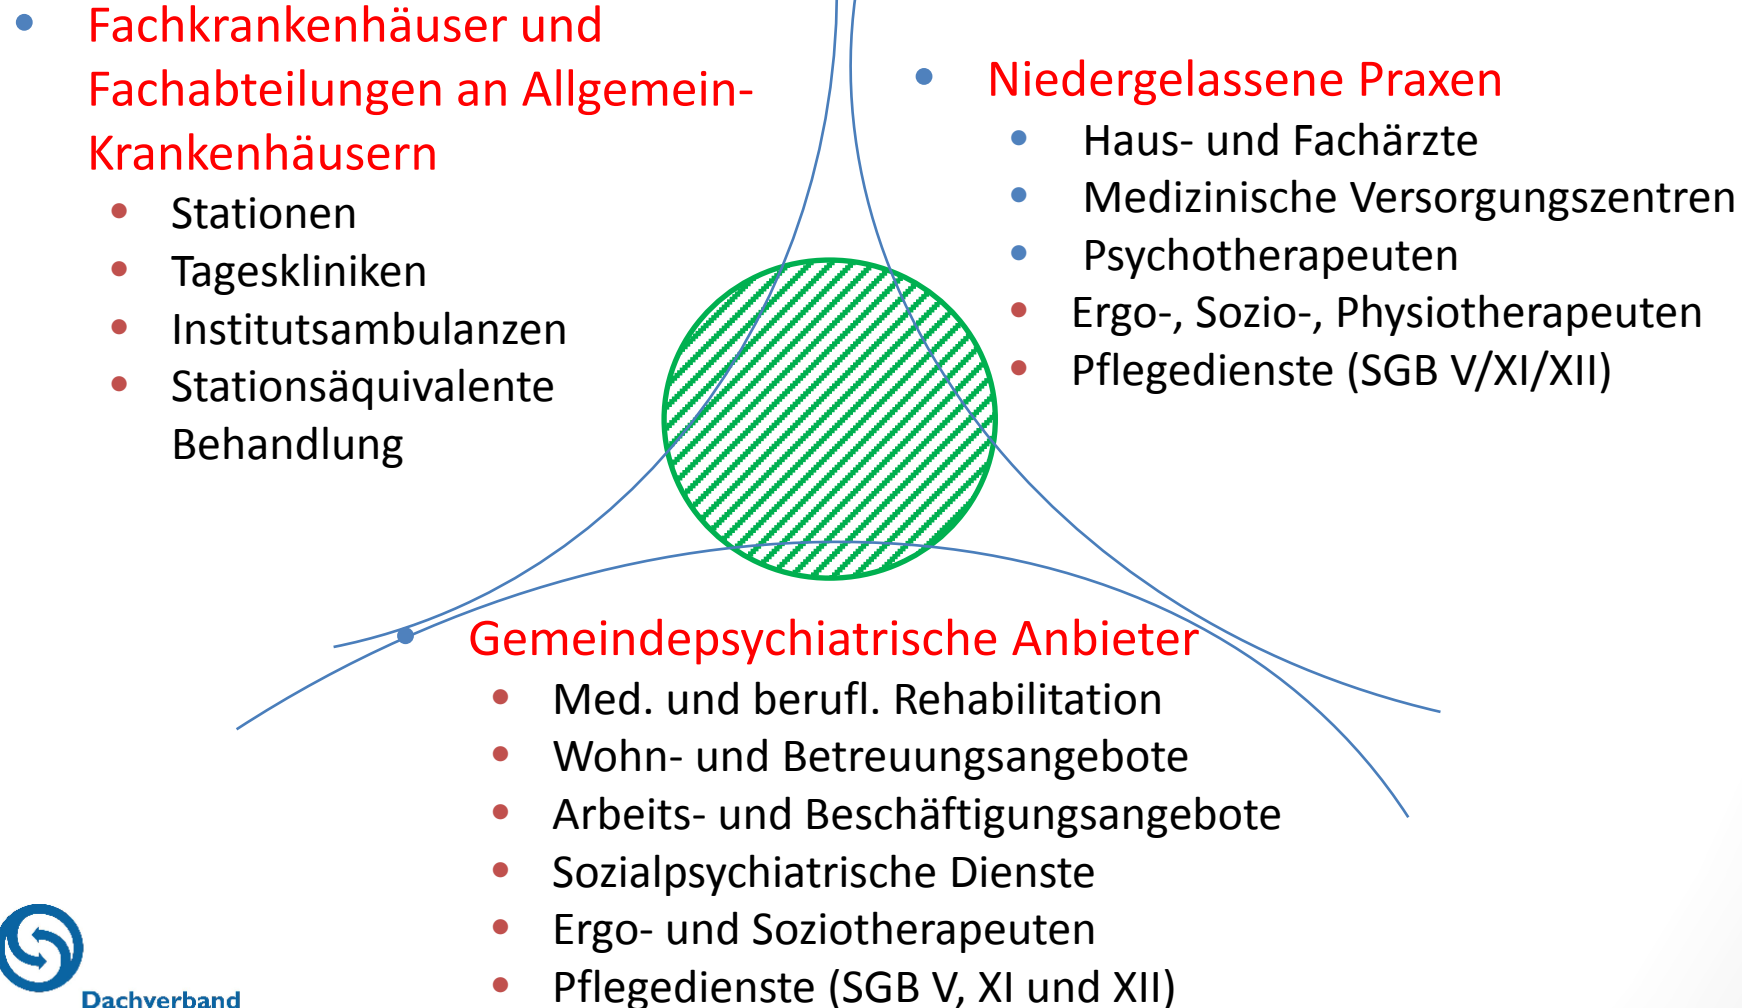 Fachkrankenhäuser und
Fachabteilungen an Allgemein-
Krankenhäusern
Stationen
Tageskliniken
Institutsambulanzen
Stationsäquivalente
Behandlung
Niedergelassene Praxen
Haus- und Fachärzte
Medizinische Versorgungszentren
Psychotherapeuten
Ergo-, Sozio-, Physiotherapeuten
Pflegedienste (SGB V/XI/XII)
Gemeindepsychiatrische Anbieter
Med. und berufl. Rehabilitation
Wohn- und Betreuungsangebote
Arbeits- und Beschäftigungsangebote
Sozialpsychiatrische Dienste
Ergo- und Soziotherapeuten
Pflegedienste (SGB V, XI und XII)
Dachverband